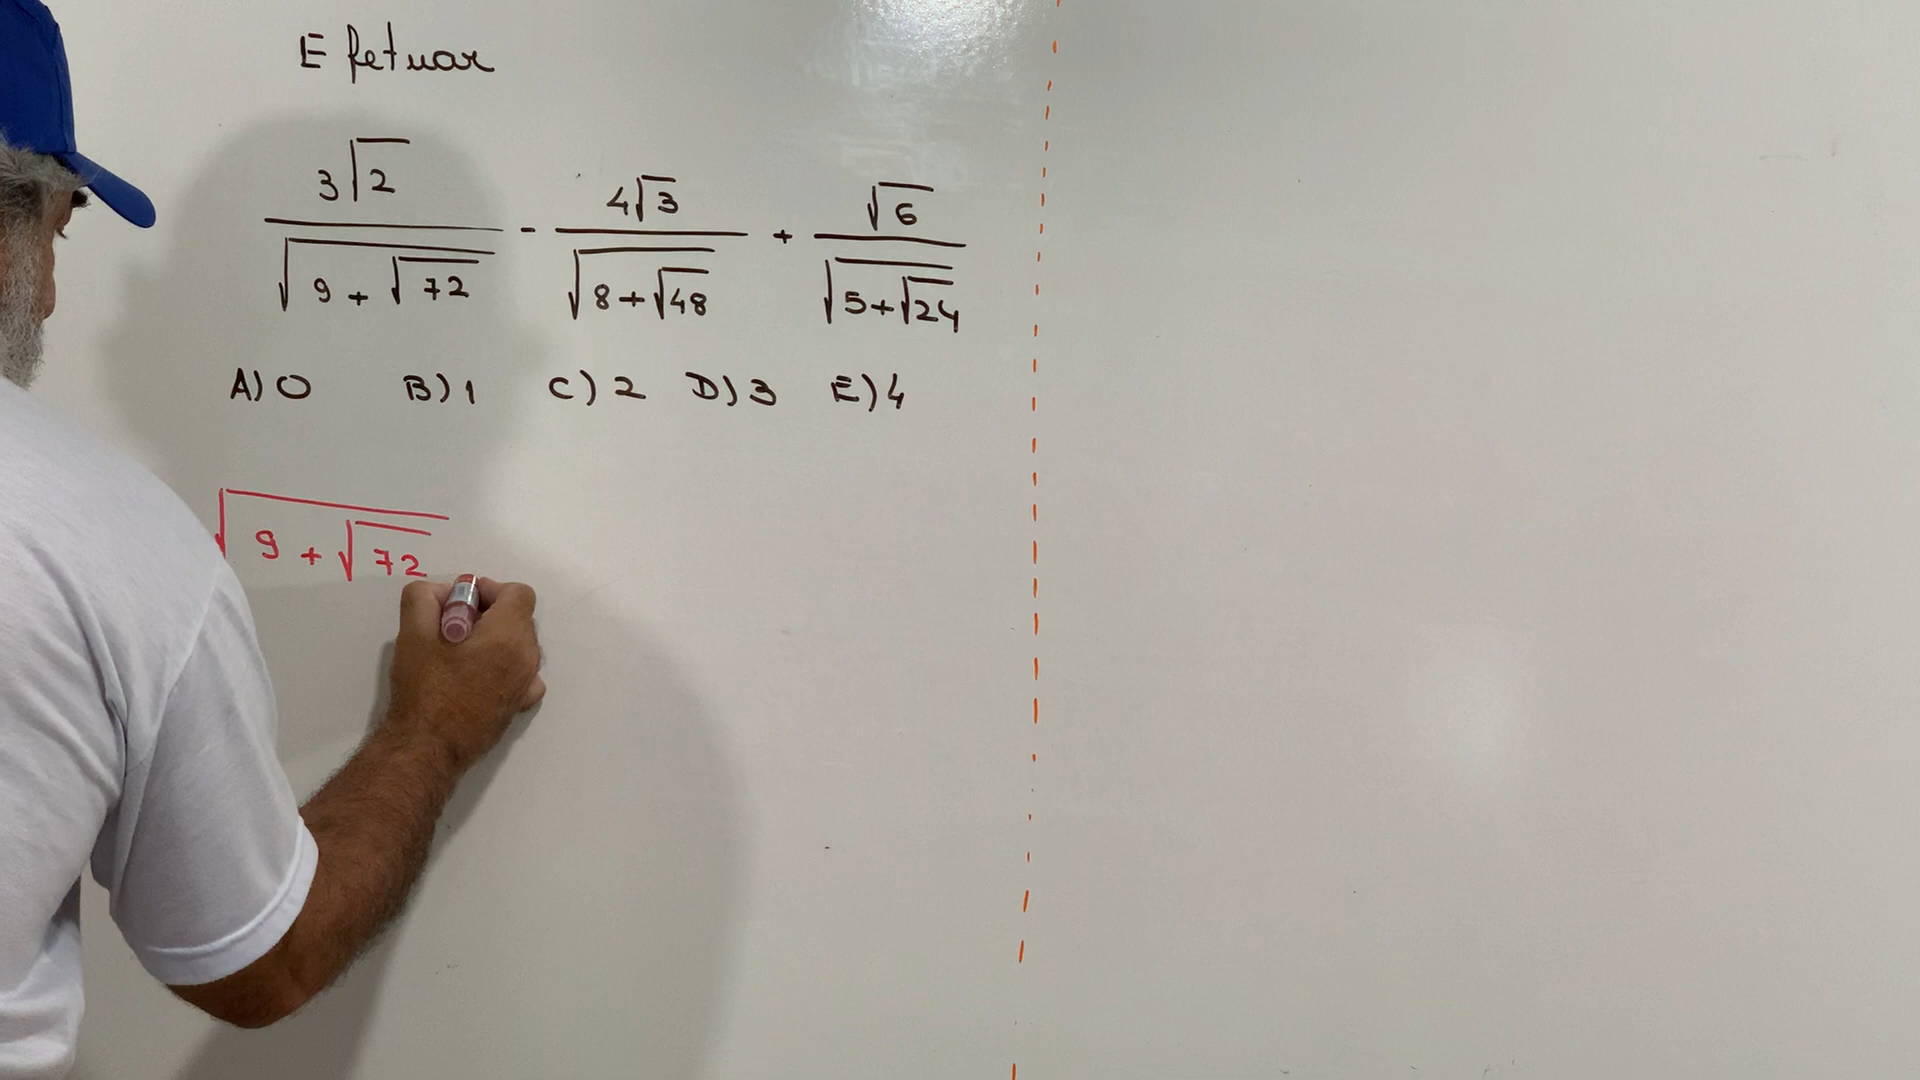 Efetuar
3√2/√(9 + √72) - 4√3/√(8+√48) + √6/√(5+√24)
A) 0 B) 1 C) 2 D) 3 E) 4
√(9 + √72)